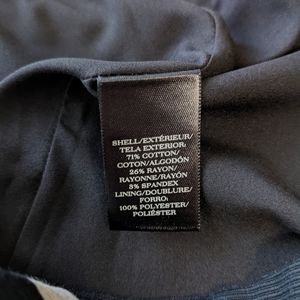 SHELL/EXTÉRIEUR/
TELA EXTERIOR:
71% COTTON/
COTON/ALGODÓN
26% RAYON/
RAYONNE/RAYÓN
3% SPANDEX
LINING/DOUBLURE/
FORRO:
100% POLYESTER/
POLIÉSTER